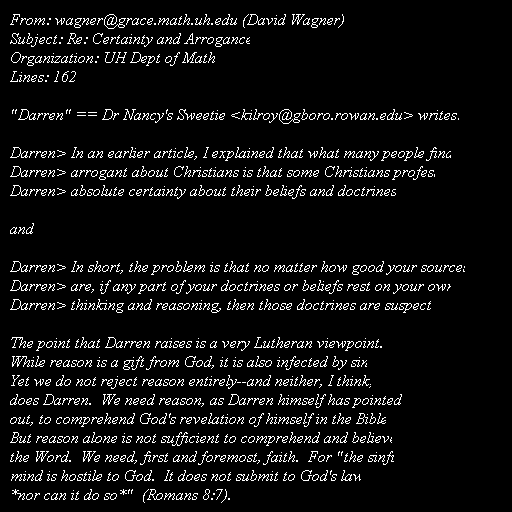 From: wagner@grace.math.uh.edu (David Wagner)
Subject: Re: Certainty and Arrogance
Organization: UH Dept of Math
Lines: 162
"Darren" == Dr Nancy's Sweetie <kilroy@gboro.rowan.edu> writes:
Darren> In an earlier article, I explained that what many people find
Darren> arrogant about Christians is that some Christians profess
Darren> absolute certainty about their beliefs and doctrines
and
Darren> In short, the problem is that no matter how good your sources
Darren> are, if any part of your doctrines or beliefs rest on your own
Darren> thinking and reasoning, then those doctrines are suspect
The point that Darren raises is a very Lutheran viewpoint.
While reason is a gift from God, it is also infected by sin
Yet we do not reject reason entirely--and neither, I think,
does Darren. We need reason, as Darren himself has pointed
out, to comprehend God's revelation of himself in the Bible
But reason alone is not sufficient to comprehend and believe
the Word. We need, first and foremost, faith. For "the sinfu
mind is hostile to God. It does not submit to God's law
*nor can it do so*" (Romans 8:7).